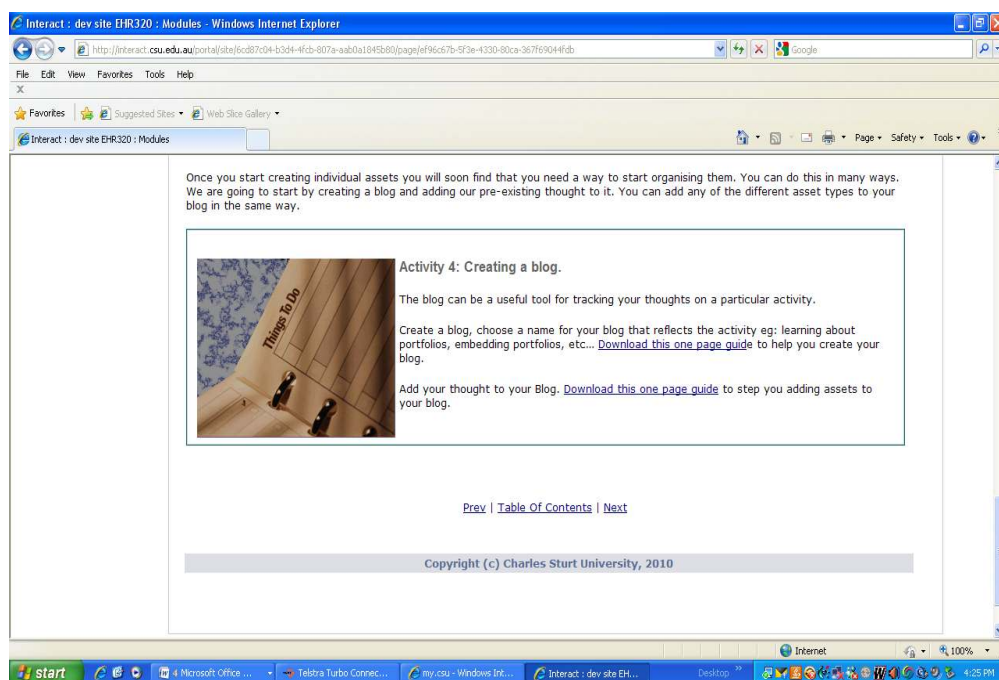 Interact : dev site EHR320 : Modules - Windows Internet Explorer
http://interact.csu.edu.au/portal/site/6cd87c04-b3d4-4fcb-807a-aab0a1845b80/page/ef96c67b-5f3e-4330-80ca-367f69044fdb
Google
File Edit View Favorites Tools Help
X
Favorites Suggested Sites Web Slice Gallery
Interact : dev site EHR320 : Modules
Page Safety Tools
Once you start creating individual assets you will soon find that you need a way to start organising them. You can do this in many ways.
We are going to start by creating a blog and adding our pre-existing thought to it. You can add any of the different asset types to your
blog in the same way.
Things To Do
Activity 4: Creating a blog.
The blog can be a useful tool for tracking your thoughts on a particular activity.
Create a blog, choose a name for your blog that reflects the activity eg: learning about
portfolios, embedding portfolios, etc... Download this one page guide to help you create your
blog.
Add your thought to your Blog. Download this one page guide to step you adding assets to
your blog.
Prev | Table Of Contents | Next
Copyright (c) Charles Sturt University, 2010
Internet 100%
start 4 Microsoft Office ... Telstra Turbo Connec... my.csu - Windows Int... Interact : dev site EH... Desktop » 4:25 PM